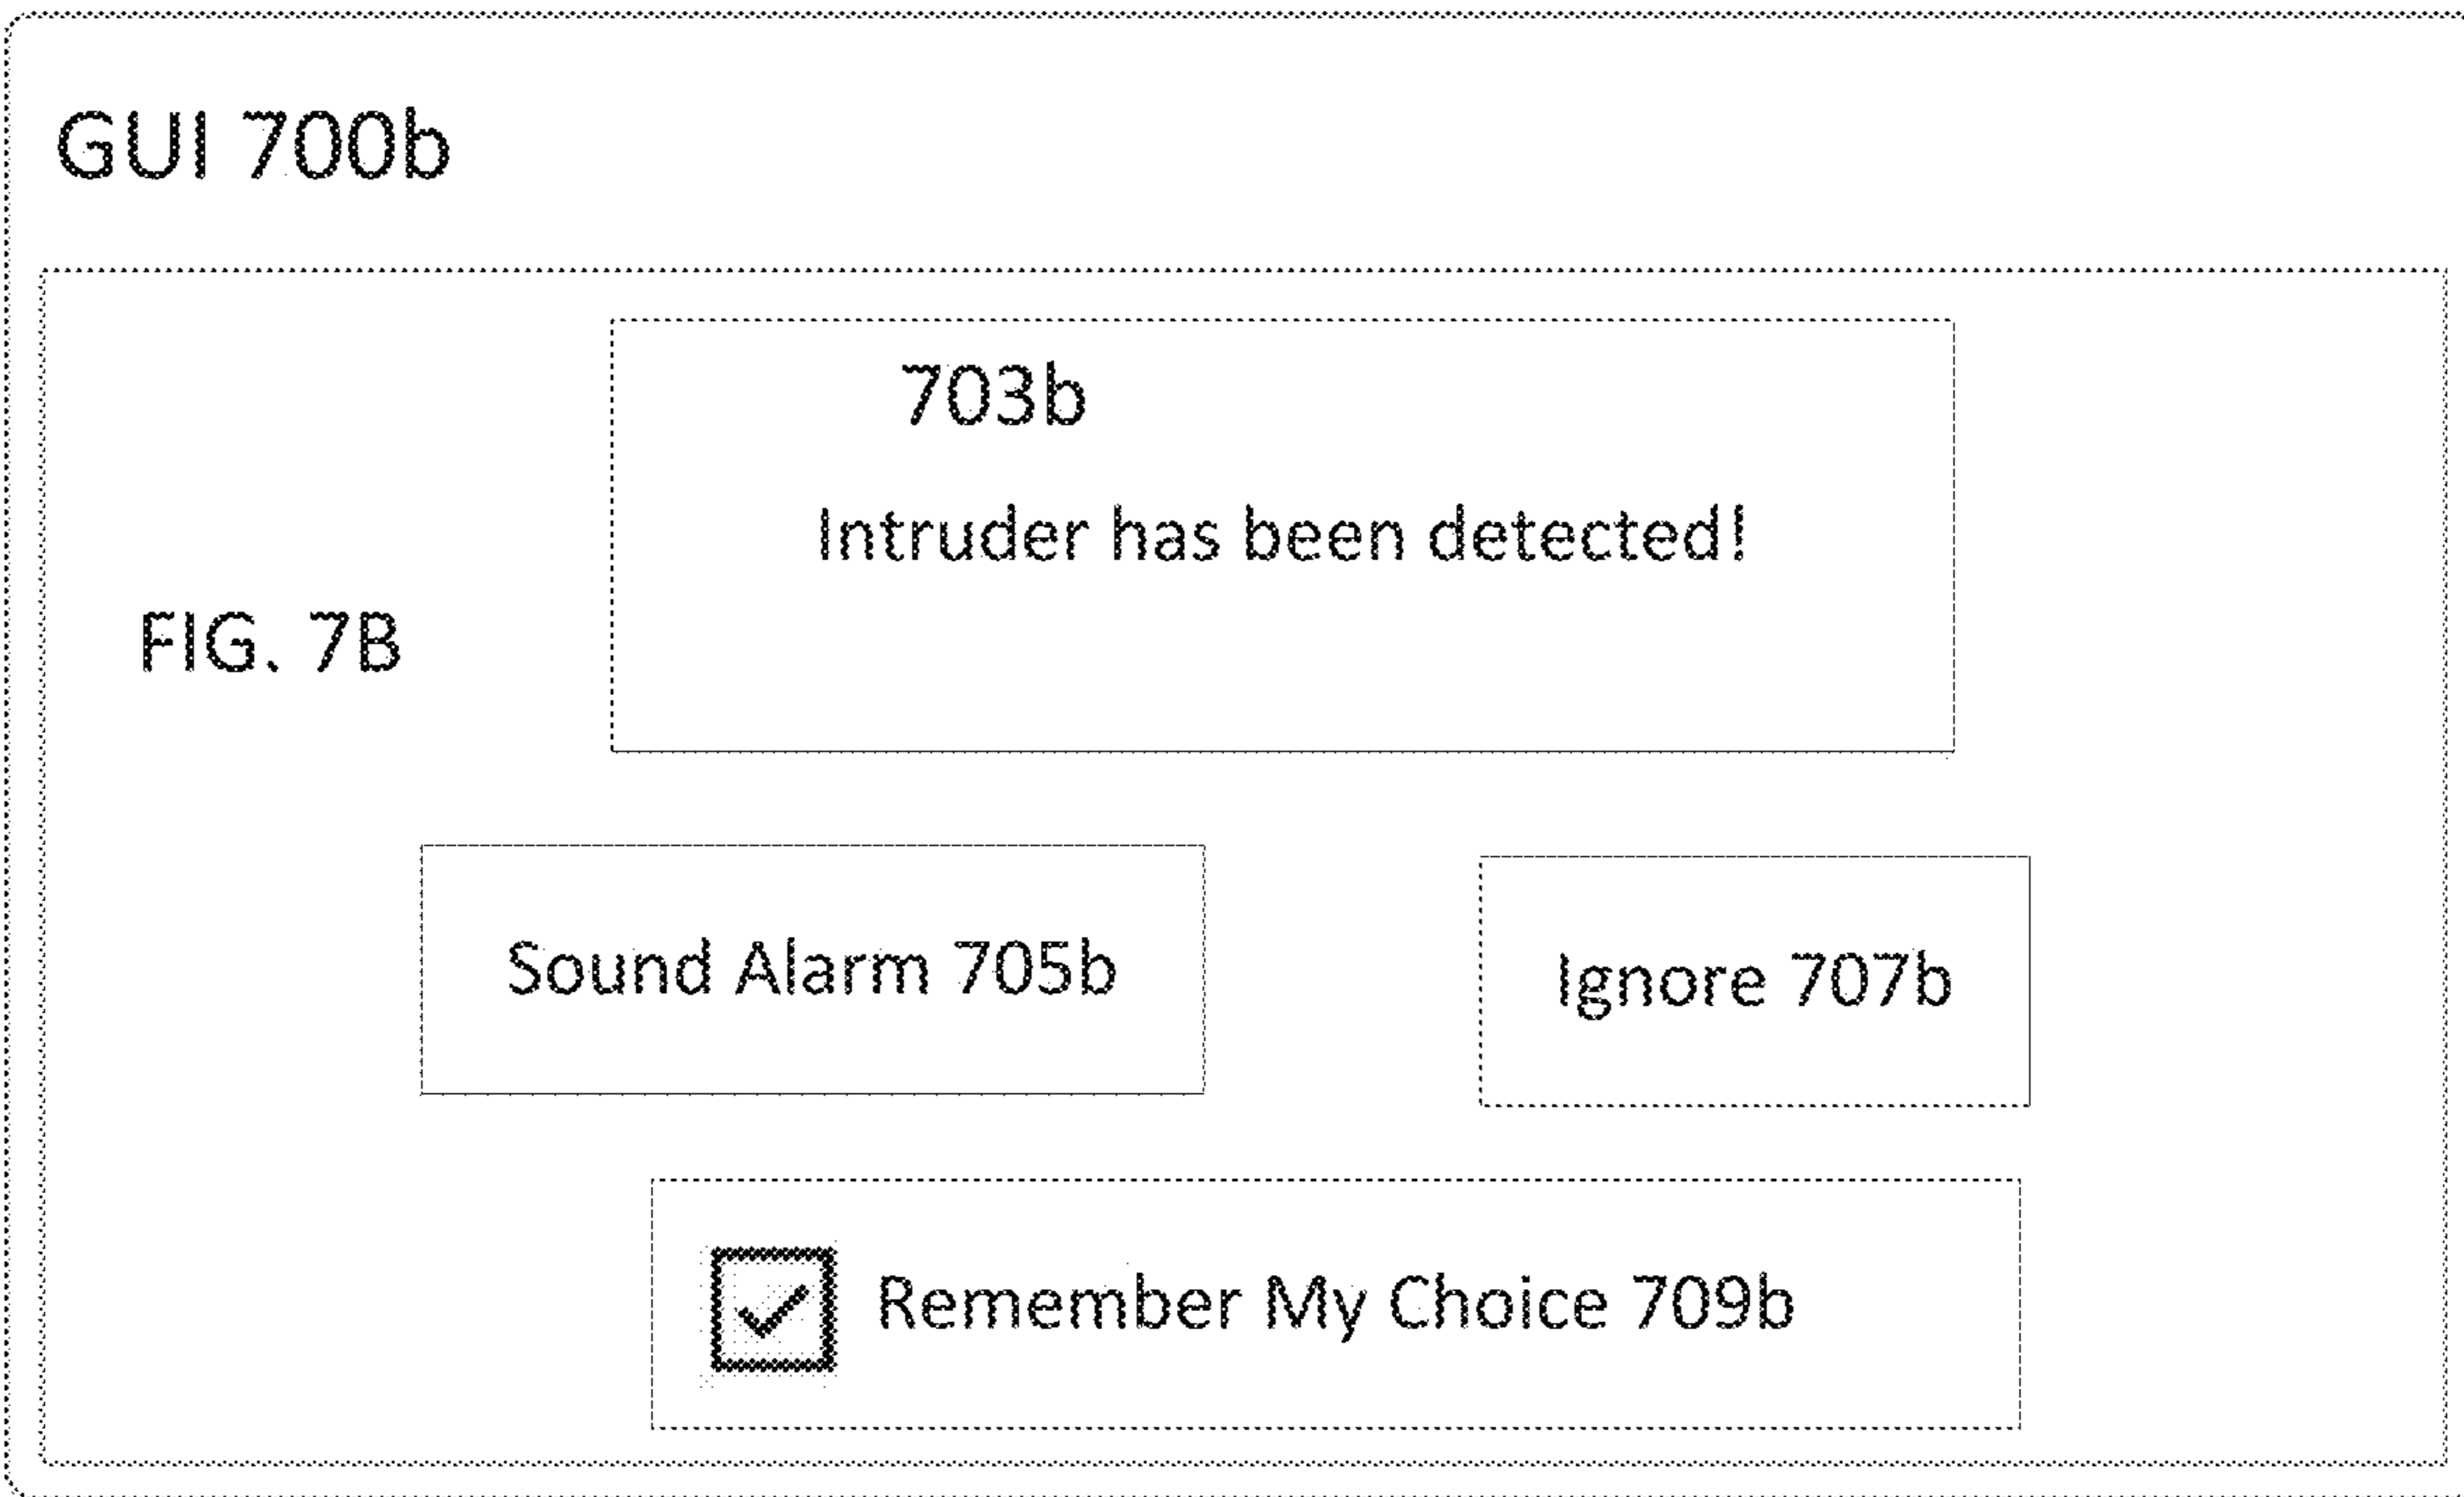 GUI 700b
703b
Intruder has been detected!
FIG. 7B
Sound Alarm 705b
Ignore 707b
Remember My Choice 709b